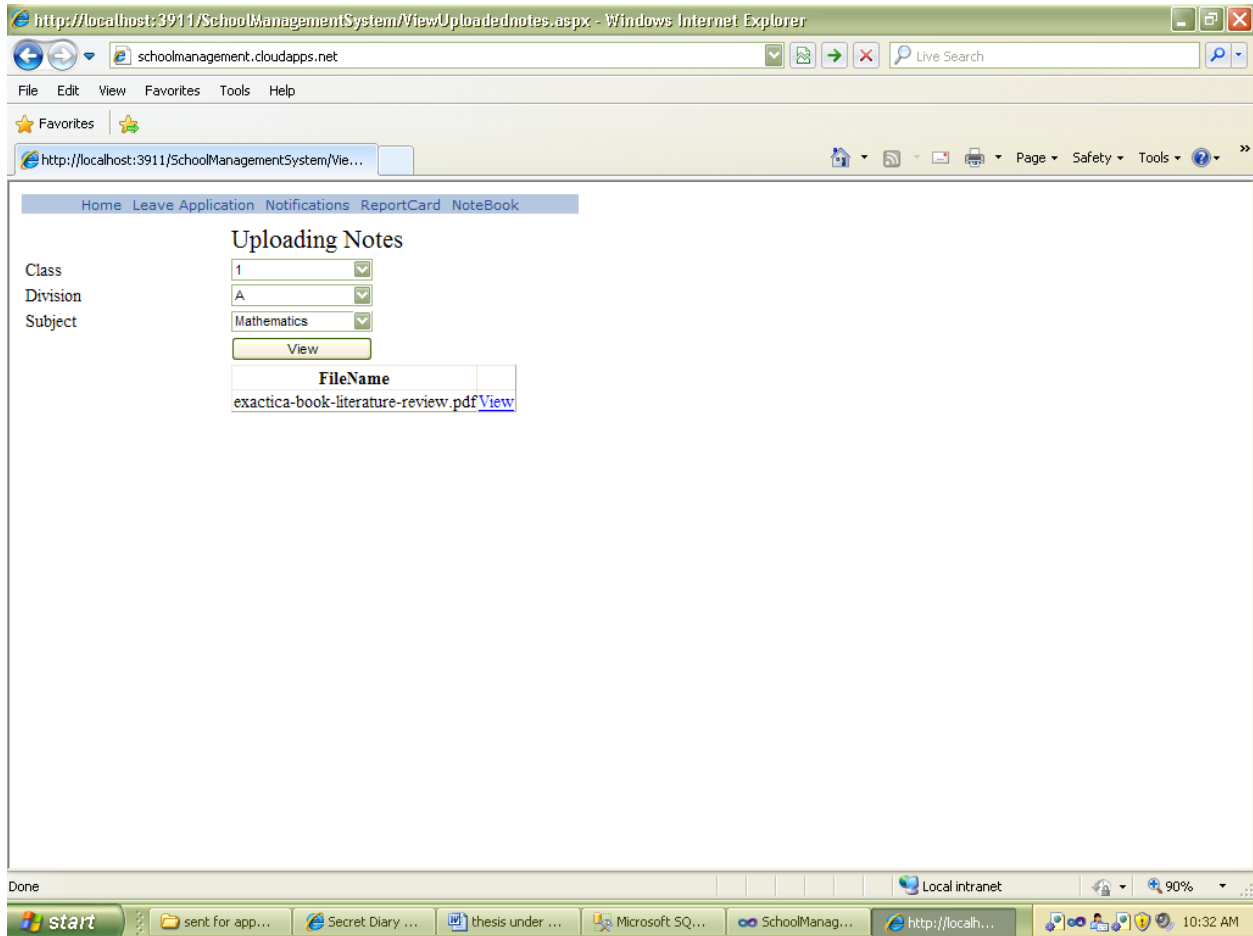 http://localhost:3911/SchoolManagementSystem/ViewUploadednotes.aspx - Windows Internet Explorer
schoolmanagement.cloudapps.net
Live Search
File Edit View Favorites Tools Help
Favorites
http://localhost:3911/SchoolManagementSystem/Vie...
Page Safety Tools »
Home Leave Application Notifications ReportCard NoteBook
Uploading Notes
Class 1
Division A
Subject Mathematics
View
FileName
exactica-book-literature-review.pdf View
Done Local intranet 90%
start sent for app... Secret Diary ... thesis under ... Microsoft SQ... SchoolManag... http://localh... 10:32 AM